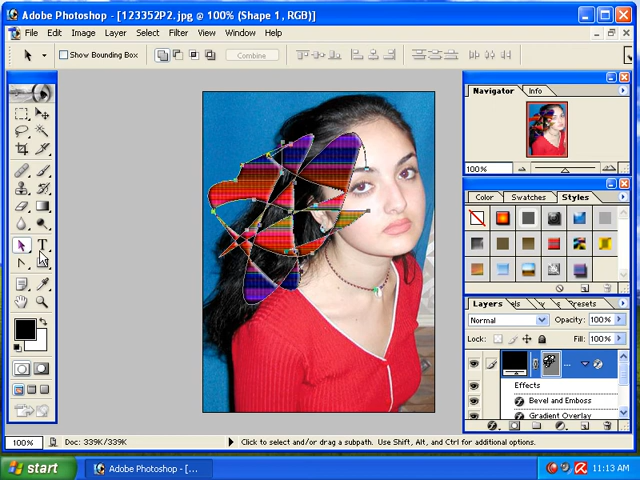 Adobe Photoshop - [123352P2.jpg @ 100% (Shape 1, RGB)]
File Edit Image Layer Select Filter View Window Help
Show Bounding Box Combine
Navigator Info
100%
Color Swatches Styles
Layers
Normal Opacity: 100%
Lock: Fill: 100%
Effects
Bevel and Emboss
Gradient Overlay
100% Doc: 339K/339K Click to select and/or drag a subpath. Use Shift, Alt, and Ctrl for additional options.
start Adobe Photoshop - [... 11:13 AM